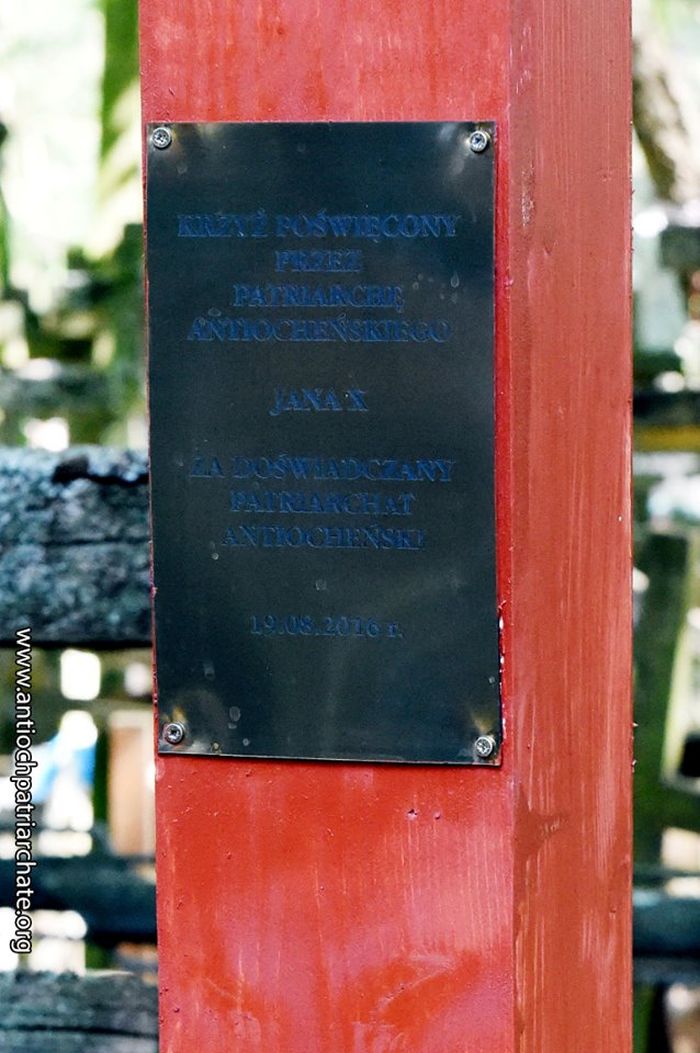 KRZYŻ POŚWIĘCONY
PRZEZ
PATRIARCHĘ
ANTIOCHEŃSKIEGO
JANA X
ZA DOŚWIADCZANY
PATRIARCHAT
ANTIOCHEŃSKI
19.08.2016 r.
www.antiochpatriarchate.org